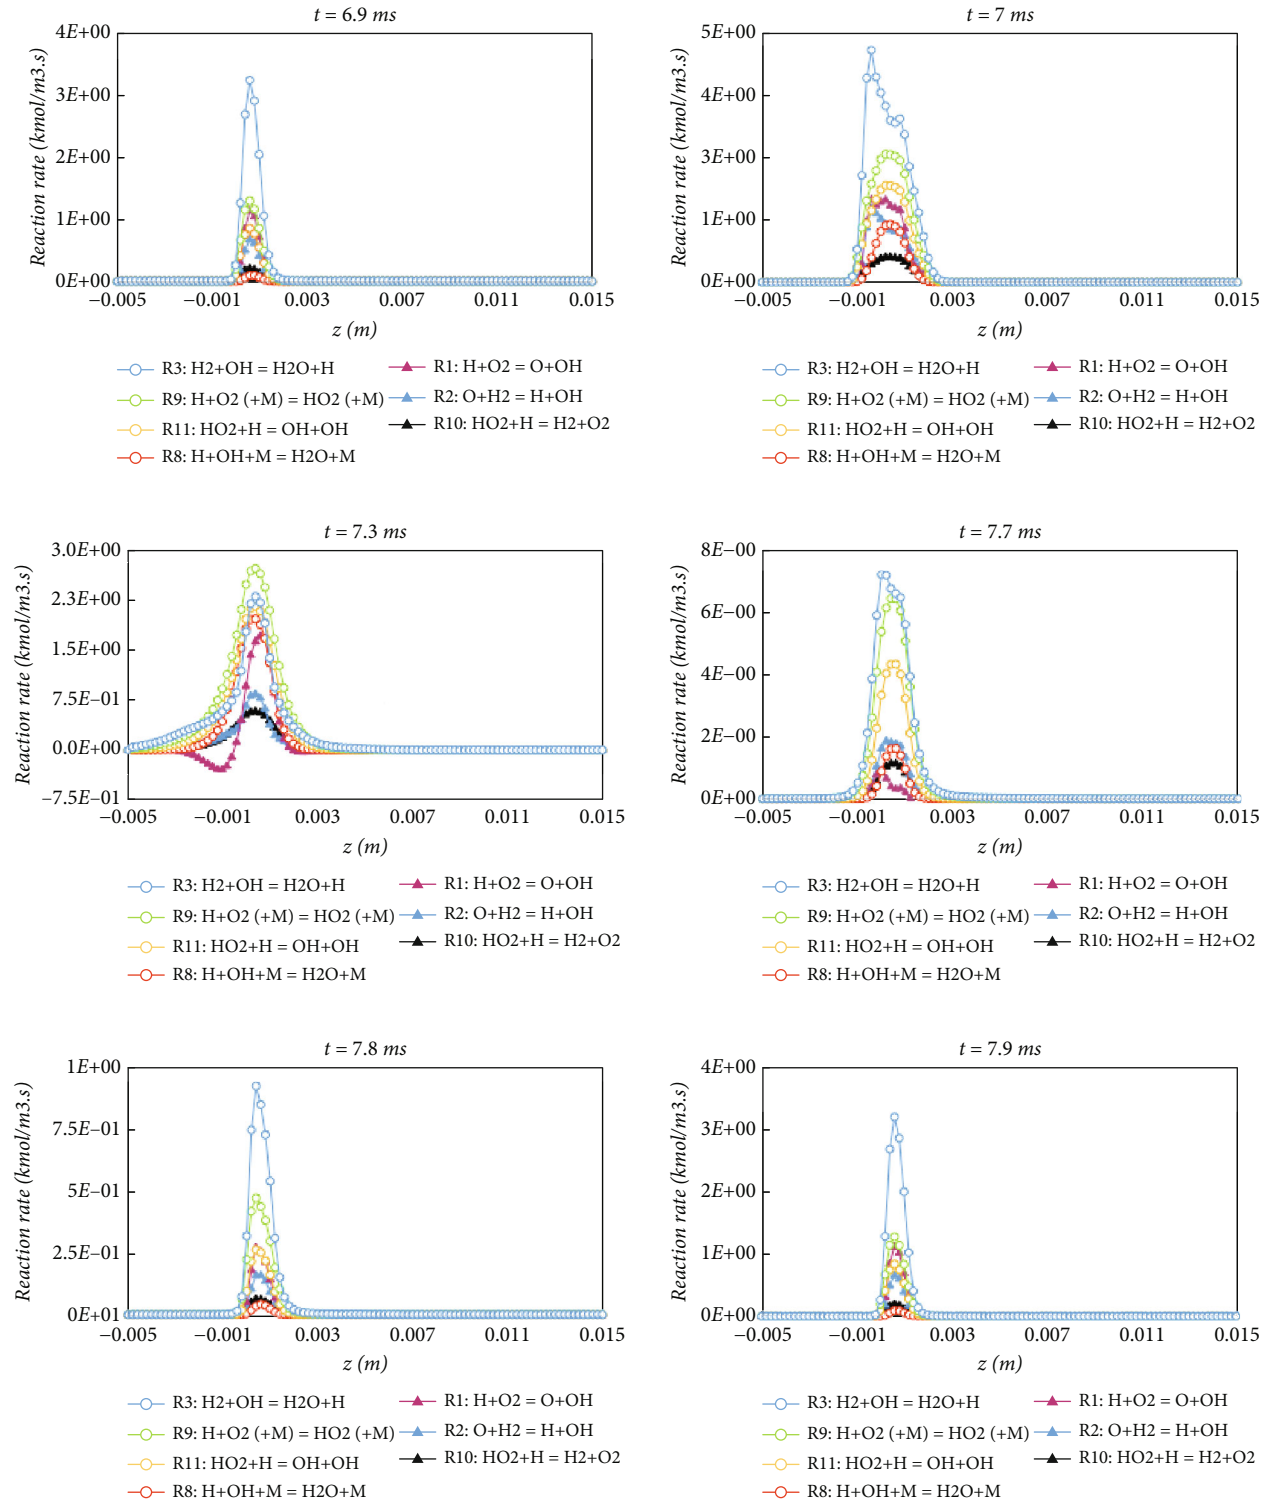 t = 6.9 ms
Reaction rate (kmol/m3.s)
4E+00
3E+00
2E+00
1E+00
0E+00
−0.005 −0.001 0.003 0.007 0.011 0.015
z (m)
R3: H2+OH = H2O+H
R9: H+O2 (+M) = HO2 (+M)
R11: HO2+H = OH+OH
R8: H+OH+M = H2O+M
R1: H+O2 = O+OH
R2: O+H2 = H+OH
R10: HO2+H = H2+O2
t = 7 ms
Reaction rate (kmol/m3.s)
5E+00
4E+00
3E+00
1E+00
0E+00
−0.005 −0.001 0.003 0.007 0.011 0.015
z (m)
R3: H2+OH = H2O+H
R9: H+O2 (+M) = HO2 (+M)
R11: HO2+H = OH+OH
R8: H+OH+M = H2O+M
R1: H+O2 = O+OH
R2: O+H2 = H+OH
R10: HO2+H = H2+O2
t = 7.3 ms
Reaction rate (kmol/m3.s)
3.0E+00
2.3E+00
1.5E+00
7.5E−01
0.0E+00
−7.5E−01
−0.005 −0.001 0.003 0.007 0.011 0.015
z (m)
R3: H2+OH = H2O+H
R9: H+O2 (+M) = HO2 (+M)
R11: HO2+H = OH+OH
R8: H+OH+M = H2O+M
R1: H+O2 = O+OH
R2: O+H2 = H+OH
R10: HO2+H = H2+O2
t = 7.7 ms
Reaction rate (kmol/m3.s)
8E−00
6E−00
4E−00
2E−00
0E+00
−0.005 −0.001 0.003 0.007 0.011 0.015
z (m)
R3: H2+OH = H2O+H
R9: H+O2 (+M) = HO2 (+M)
R11: HO2+H = OH+OH
R8: H+OH+M = H2O+M
R1: H+O2 = O+OH
R2: O+H2 = H+OH
R10: HO2+H = H2+O2
t = 7.8 ms
Reaction rate (kmol/m3.s)
1E+00
7.5E−01
5E−01
2.5E−01
0E+01
−0.005 −0.001 0.003 0.007 0.011 0.015
z (m)
R3: H2+OH = H2O+H
R9: H+O2 (+M) = HO2 (+M)
R11: HO2+H = OH+OH
R8: H+OH+M = H2O+M
R1: H+O2 = O+OH
R2: O+H2 = H+OH
R10: HO2+H = H2+O2
t = 7.9 ms
Reaction rate (kmol/m3.s)
4E+00
3E+00
2E+00
1E+00
0E+00
−0.005 −0.001 0.003 0.007 0.011 0.015
z (m)
R3: H2+OH = H2O+H
R9: H+O2 (+M) = HO2 (+M)
R11: HO2+H = OH+OH
R8: H+OH+M = H2O+M
R1: H+O2 = O+OH
R2: O+H2 = H+OH
R10: HO2+H = H2+O2